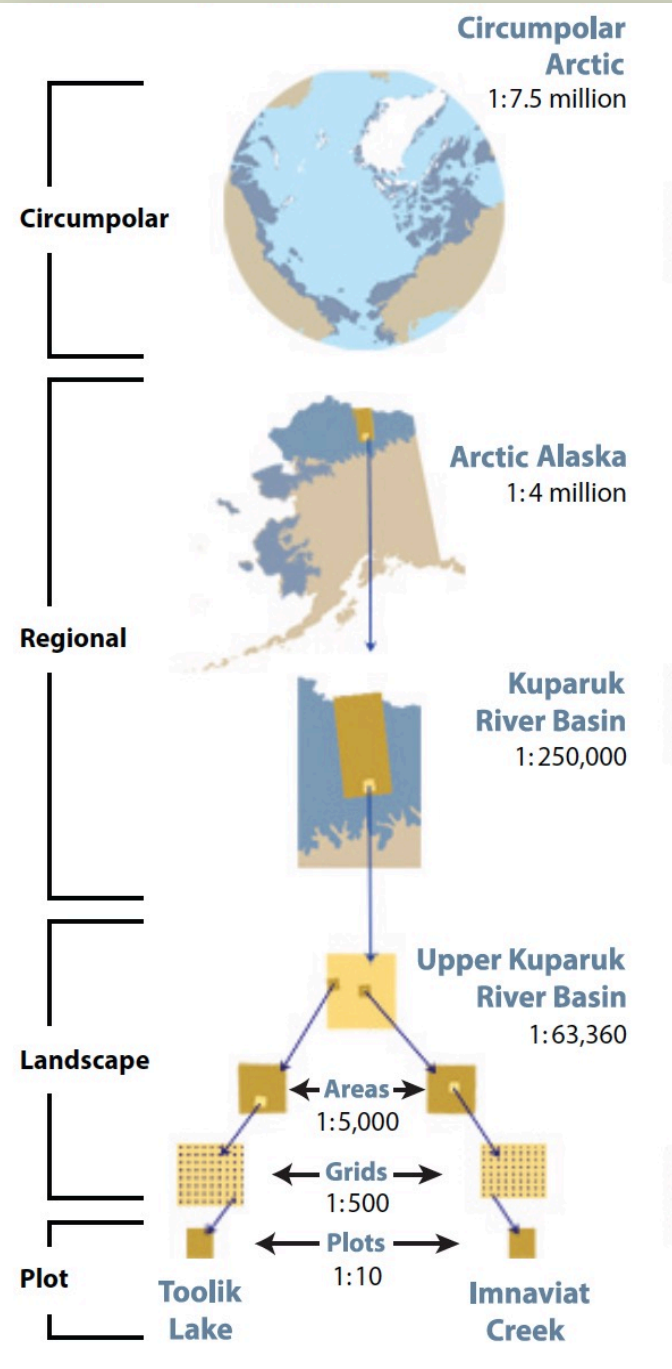 Circumpolar
Arctic
1:7.5 million
Circumpolar
Arctic Alaska
1:4 million
Regional
Kuparuk
River Basin
1:250,000
Upper Kuparuk
River Basin
1:63,360
Landscape
Areas
1:5,000
Grids
1:500
Plots
1:10
Plot
Toolik
Lake
Imnaviat
Creek